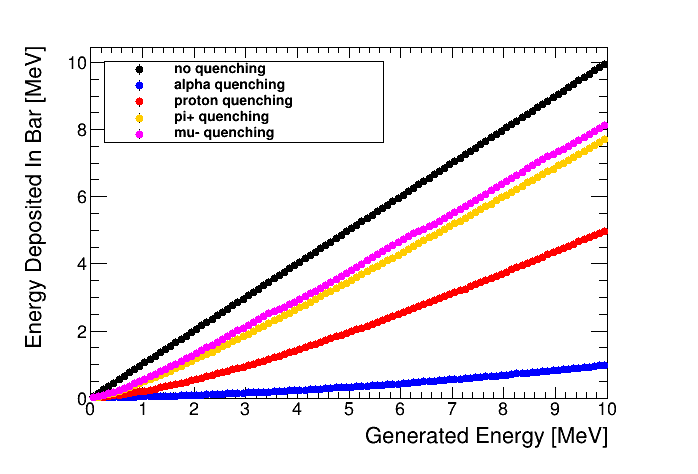 Energy Deposited In Bar [MeV]
10
8
6
4
2
0
no quenching
alpha quenching
proton quenching
pi+ quenching
mu- quenching
0 1 2 3 4 5 6 7 8 9 10
Generated Energy [MeV]